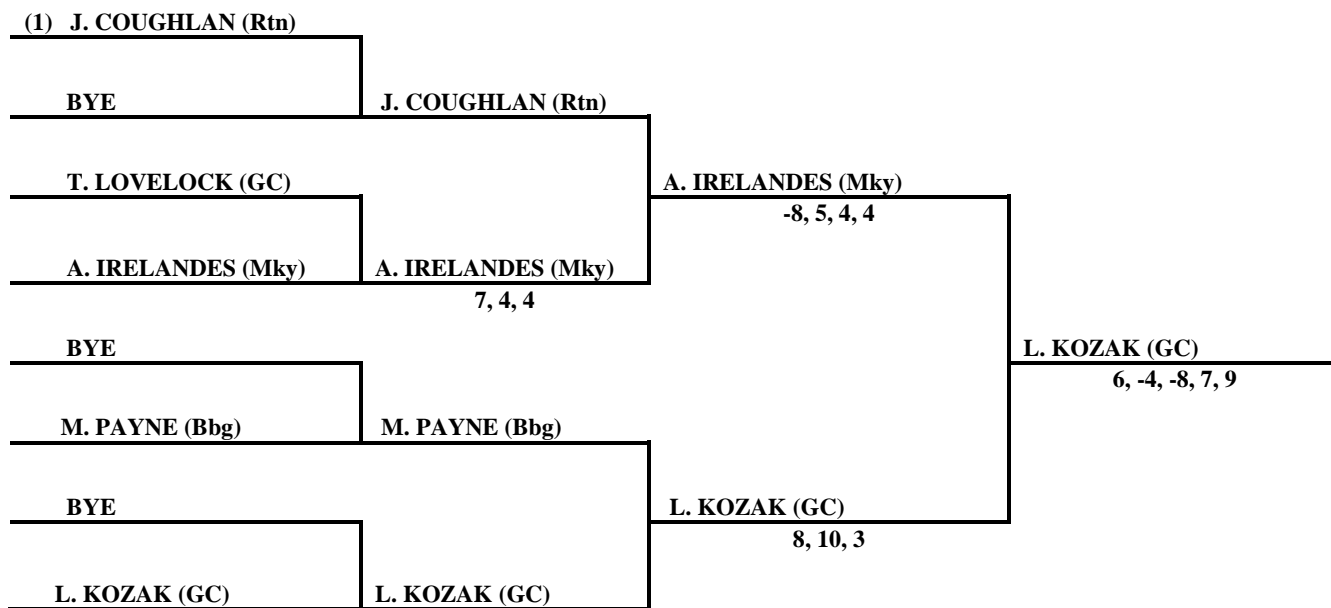 (1) J. COUGHLAN (Rtn)
BYE
J. COUGHLAN (Rtn)
T. LOVELOCK (GC)
A. IRELANDES (Mky)
-8, 5, 4, 4
A. IRELANDES (Mky)
A. IRELANDES (Mky)
7, 4, 4
BYE
L. KOZAK (GC)
6, -4, -8, 7, 9
M. PAYNE (Bbg)
M. PAYNE (Bbg)
BYE
L. KOZAK (GC)
8, 10, 3
L. KOZAK (GC)
L. KOZAK (GC)